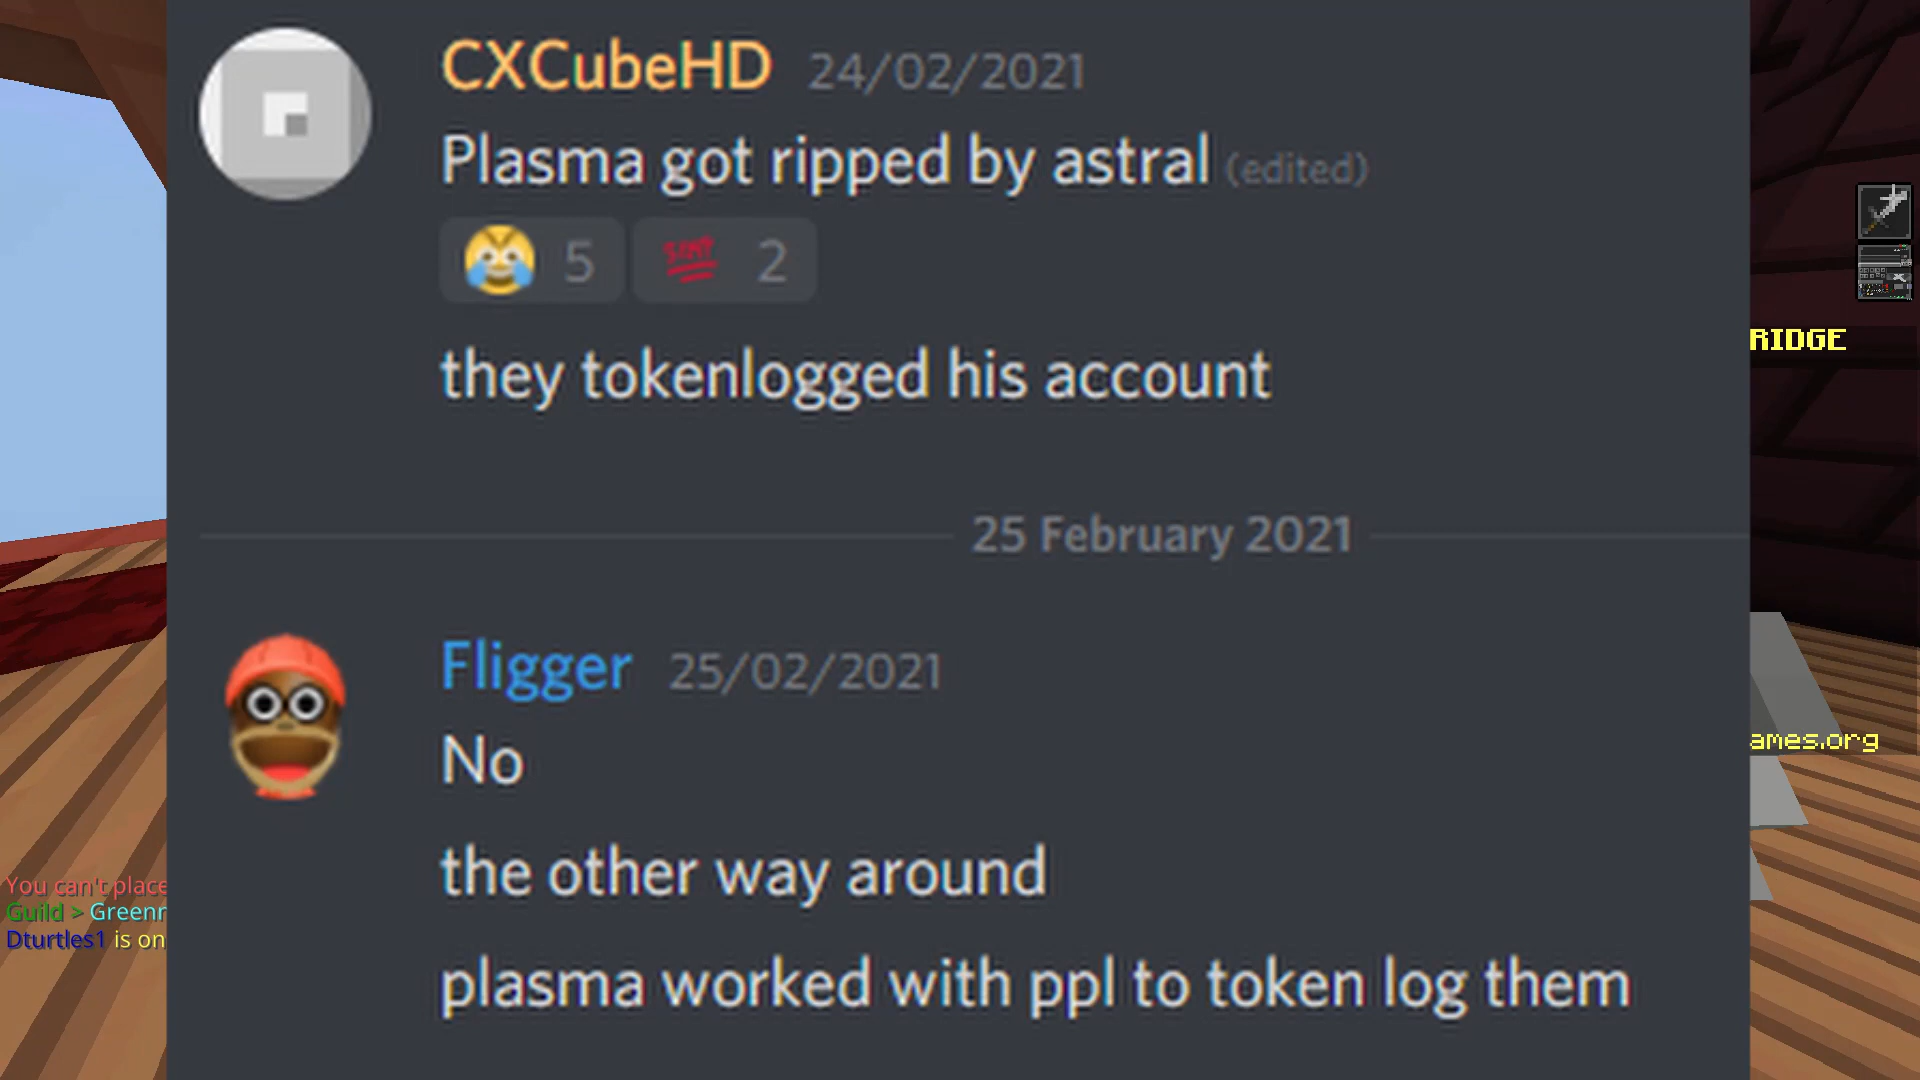 CXCubeHD 24/02/2021
Plasma got ripped by astral (edited)
5 2
they tokenlogged his account
25 February 2021
Fligger 25/02/2021
No
the other way around
plasma worked with ppl to token log them
RIDGE
ames.org
You can't place
Guild > Greenr
Dturtles1 is on